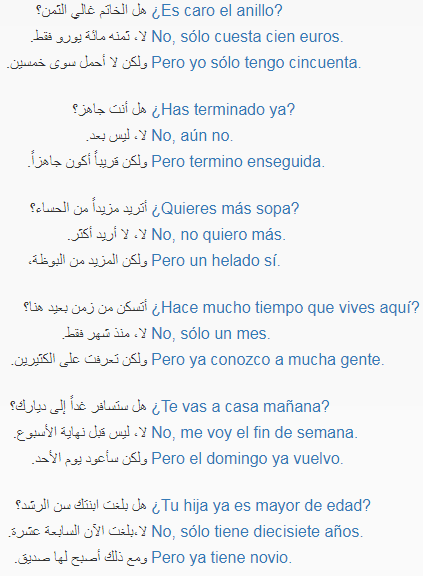 هل الخاتم غالي الثمن؟ ¿Es caro el anillo?
لا، ثمنه مائة يورو فقط. No, sólo cuesta cien euros.
ولكن لا أحمل سوى خمسين. Pero yo sólo tengo cincuenta.
هل أنت جاهز؟ ¿Has terminado ya?
لا، ليس بعد. No, aún no.
ولكن قريباً أكون جاهزاً. Pero termino enseguida.
أتريد مزيداً من الحساء؟ ¿Quieres más sopa?
لا، لا أريد أكثر. No, no quiero más.
ولكن المزيد من البوظة، Pero un helado sí.
أتسكن من زمن بعيد هنا؟ ¿Hace mucho tiempo que vives aquí?
لا، منذ شهر فقط. No, sólo un mes.
ولكن تعرفت على الكثيرين. Pero ya conozco a mucha gente.
هل ستسافر غداً إلى ديارك؟ ¿Te vas a casa mañana?
لا، ليس قبل نهاية الأسبوع. No, me voy el fin de semana.
ولكن سأعود يوم الأحد. Pero el domingo ya vuelvo.
هل بلغت ابنتك سن الرشد؟ ¿Tu hija ya es mayor de edad?
لا،بلغت الآن السابعة عشرة. No, sólo tiene diecisiete años.
ومع ذلك أصبح لها صديق. Pero ya tiene novio.